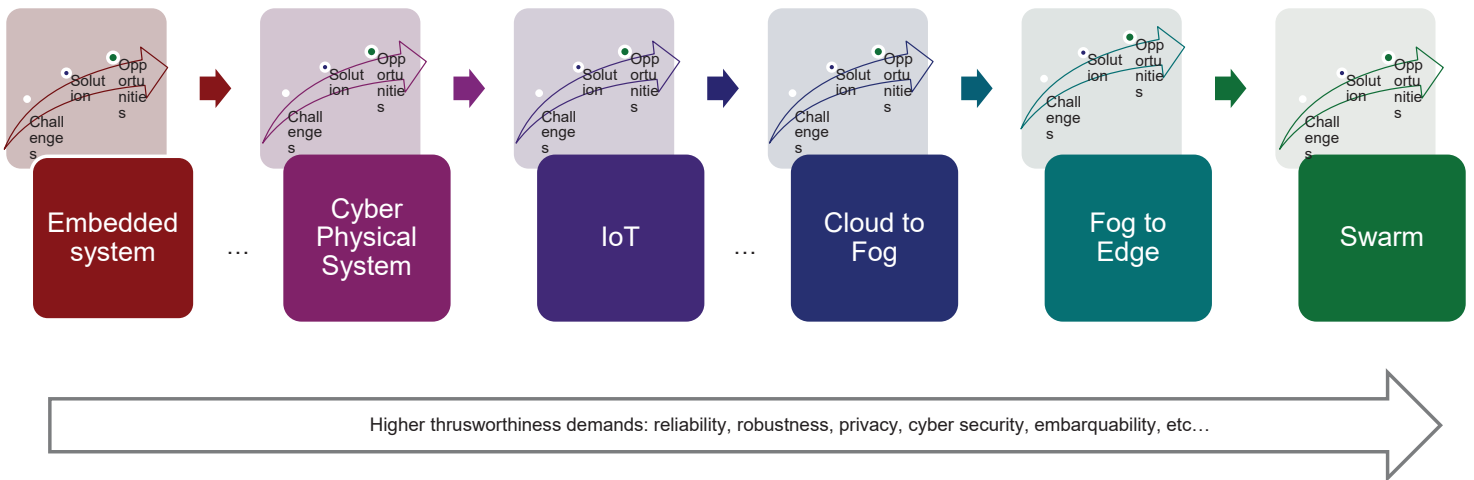 Chall
enge
s
Solut
ion
Opp
ortu
nitie
s
Chall
enge
s
Solut
ion
Opp
ortu
nitie
s
Chall
enge
s
Solut
ion
Opp
ortu
nitie
s
Chall
enge
s
Solut
ion
Opp
ortu
nitie
s
Chall
enge
s
Solut
ion
Opp
ortu
nitie
s
Chall
enge
s
Solut
ion
Opp
ortu
nitie
s
Embedded
system
…
Cyber
Physical
System
IoT
…
Cloud to
Fog
Fog to
Edge
Swarm
Higher thrusworthiness demands: reliability, robustness, privacy, cyber security, embarquability, etc…